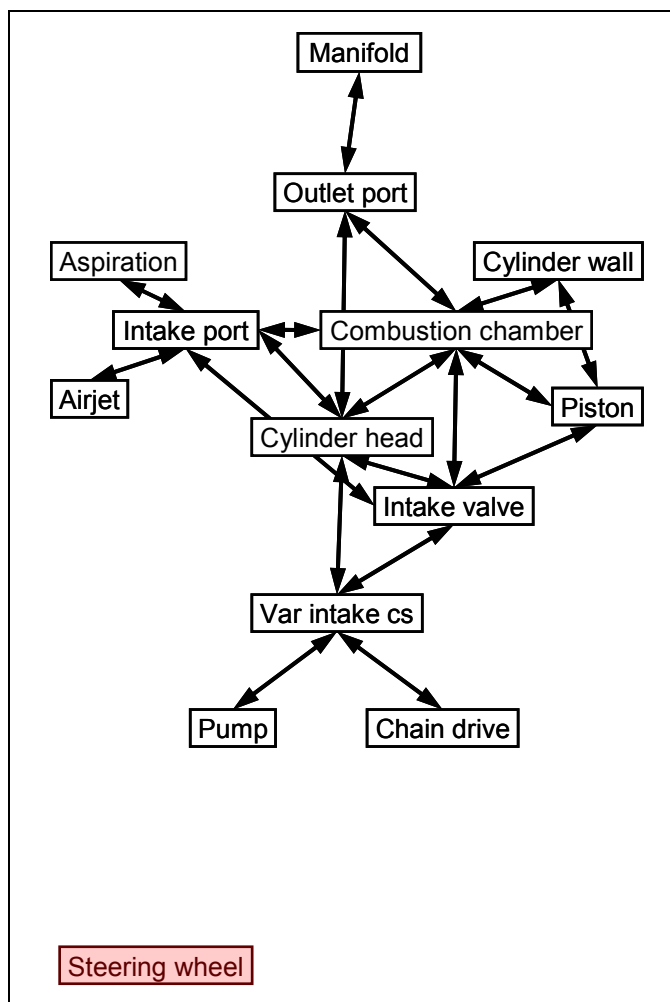 Manifold
Outlet port
Aspiration
Cylinder wall
Intake port
Combustion chamber
Airjet
Piston
Cylinder head
Intake valve
Var intake cs
Pump
Chain drive
Steering wheel